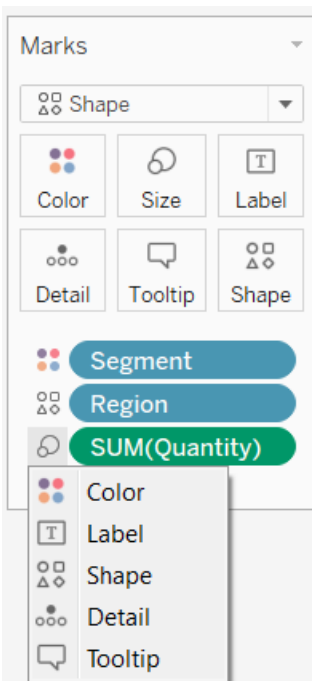 Marks
Shape
Color Size Label
Detail Tooltip Shape
Segment
Region
SUM(Quantity)
Color
T Label
Shape
Detail
Tooltip